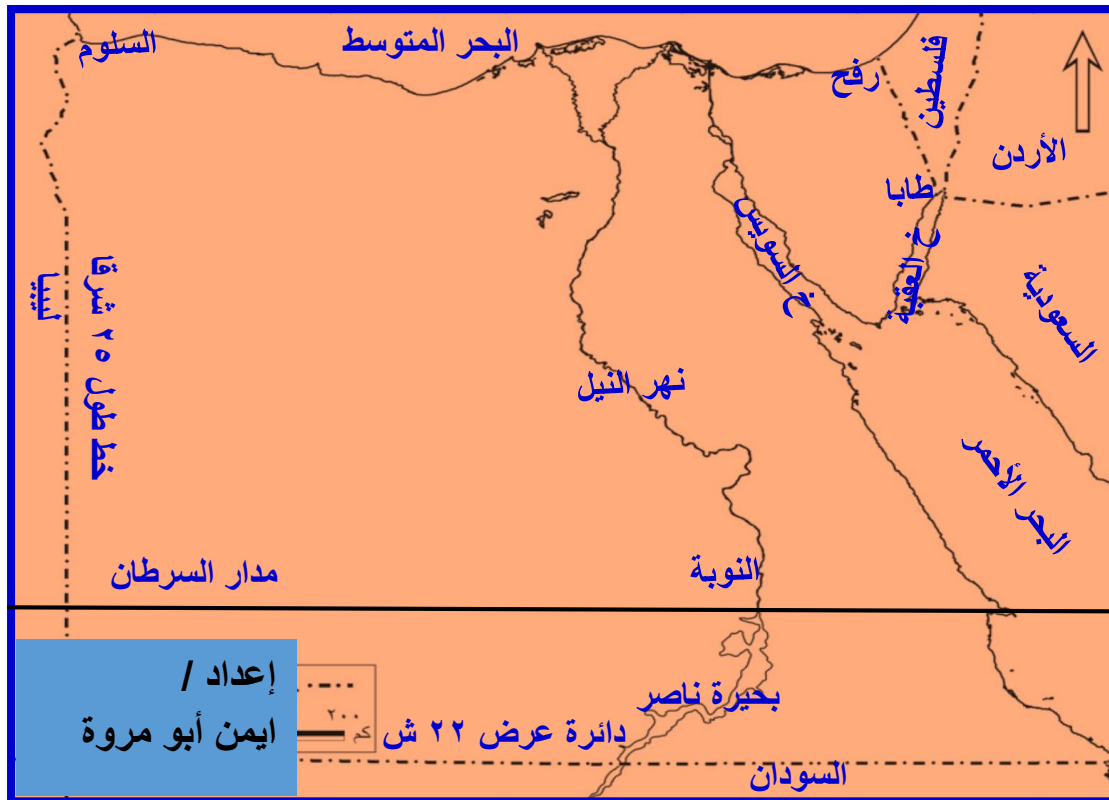 البحر المتوسط
السلوم
رفح
فلسطين
الأردن
طابا
خ السويس
خ العقبة
السعودية
خط طول ٢٥ شرقا
ليبيا
نهر النيل
البحر الأحمر
مدار السرطان
النوبة
إعداد /
ايمن أبو مروة
٢٠٠
كم
بحيرة ناصر
دائرة عرض ٢٢ ش
السودان